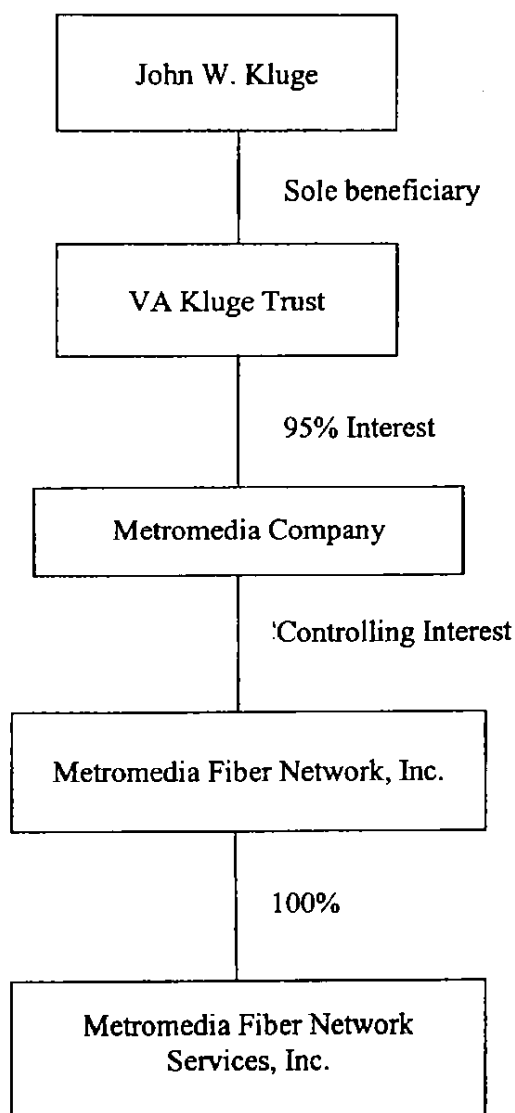 John W. Kluge
Sole beneficiary
VA Kluge Trust
95% Interest
Metromedia Company
Controlling Interest
Metromedia Fiber Network, Inc.
100%
Metromedia Fiber Network
Services, Inc.